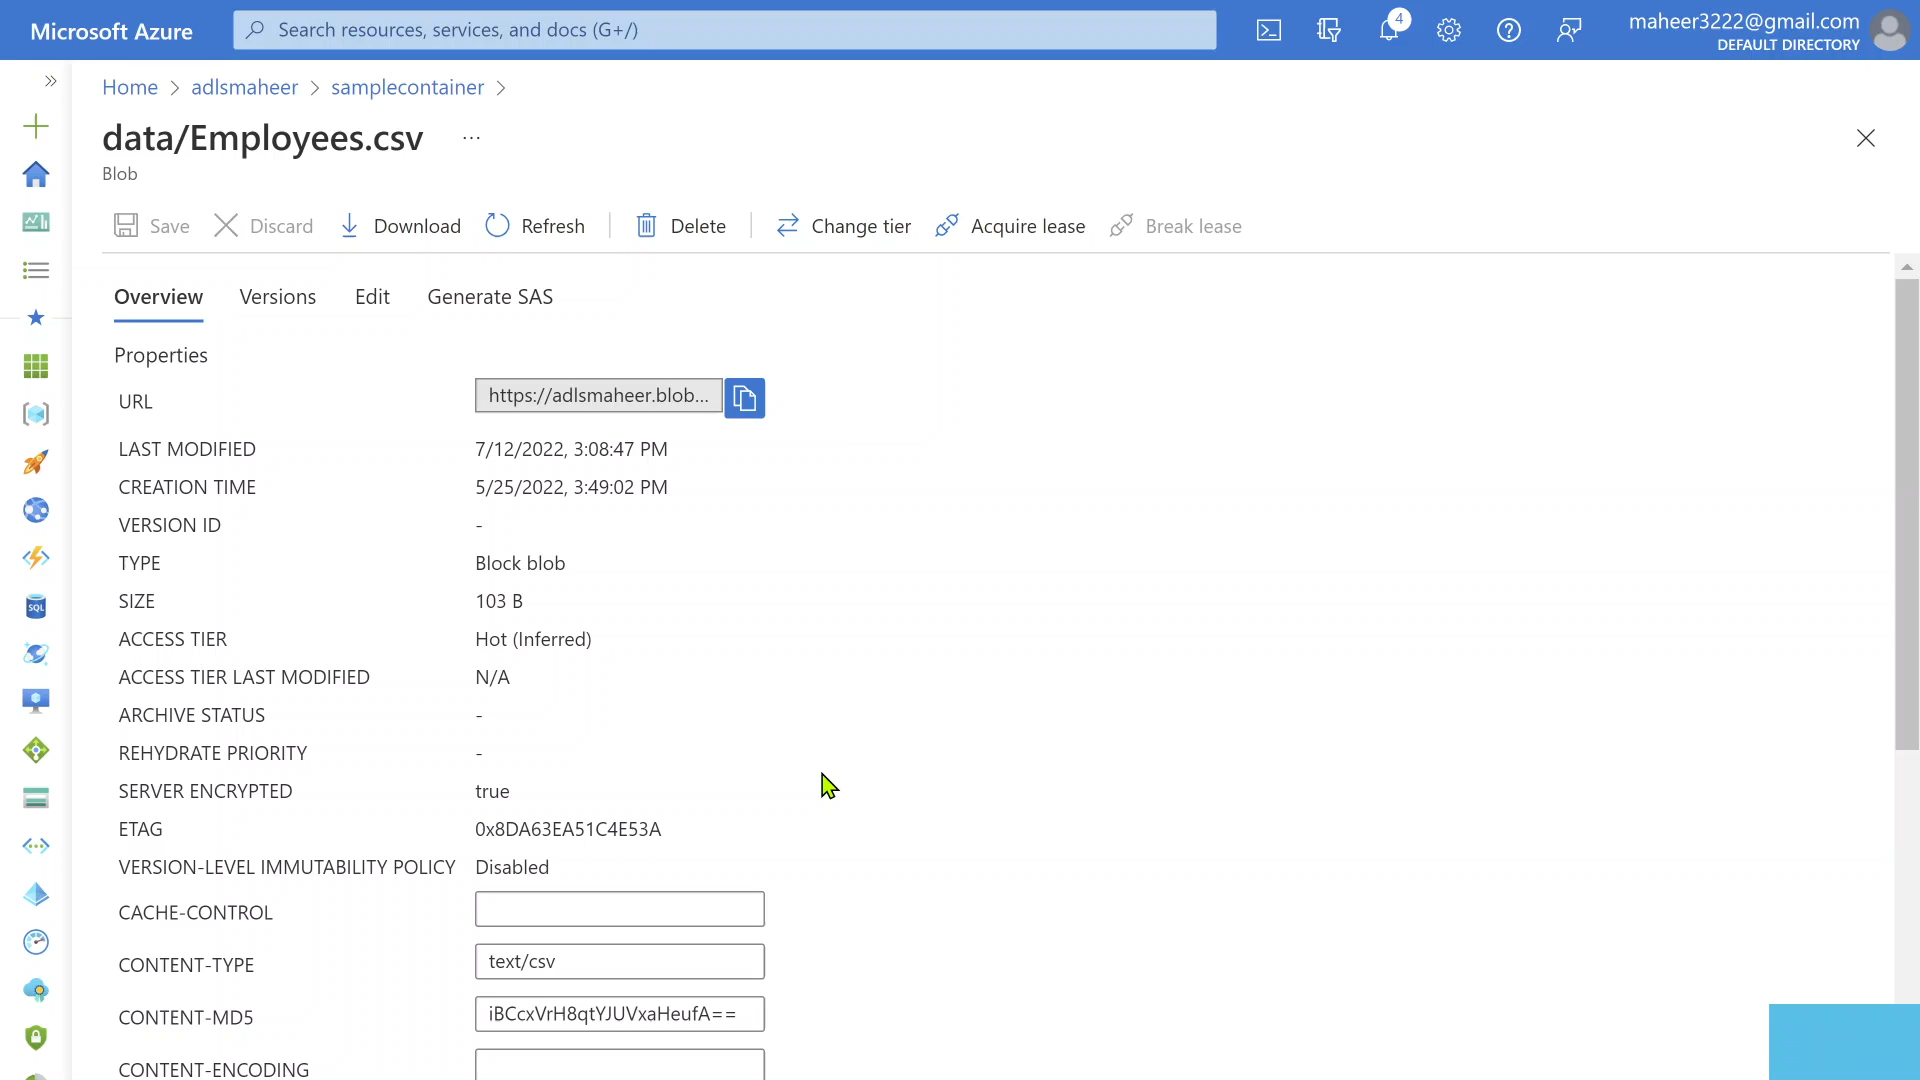 Microsoft Azure
Search resources, services, and docs (G+/)
4
maheer3222@gmail.com
DEFAULT DIRECTORY
Home > adlsmaheer > samplecontainer >
data/Employees.csv ...
Blob
Save Discard Download Refresh Delete Change tier Acquire lease Break lease
Overview Versions Edit Generate SAS
Properties
URL https://adlsmaheer.blob...
LAST MODIFIED 7/12/2022, 3:08:47 PM
CREATION TIME 5/25/2022, 3:49:02 PM
VERSION ID -
TYPE Block blob
SIZE 103 B
ACCESS TIER Hot (Inferred)
ACCESS TIER LAST MODIFIED N/A
ARCHIVE STATUS -
REHYDRATE PRIORITY -
SERVER ENCRYPTED true
ETAG 0x8DA63EA51C4E53A
VERSION-LEVEL IMMUTABILITY POLICY Disabled
CACHE-CONTROL
CONTENT-TYPE text/csv
CONTENT-MD5 iBCcxVrH8qtYJUVxaHeufA==
CONTENT-ENCODING
SQL